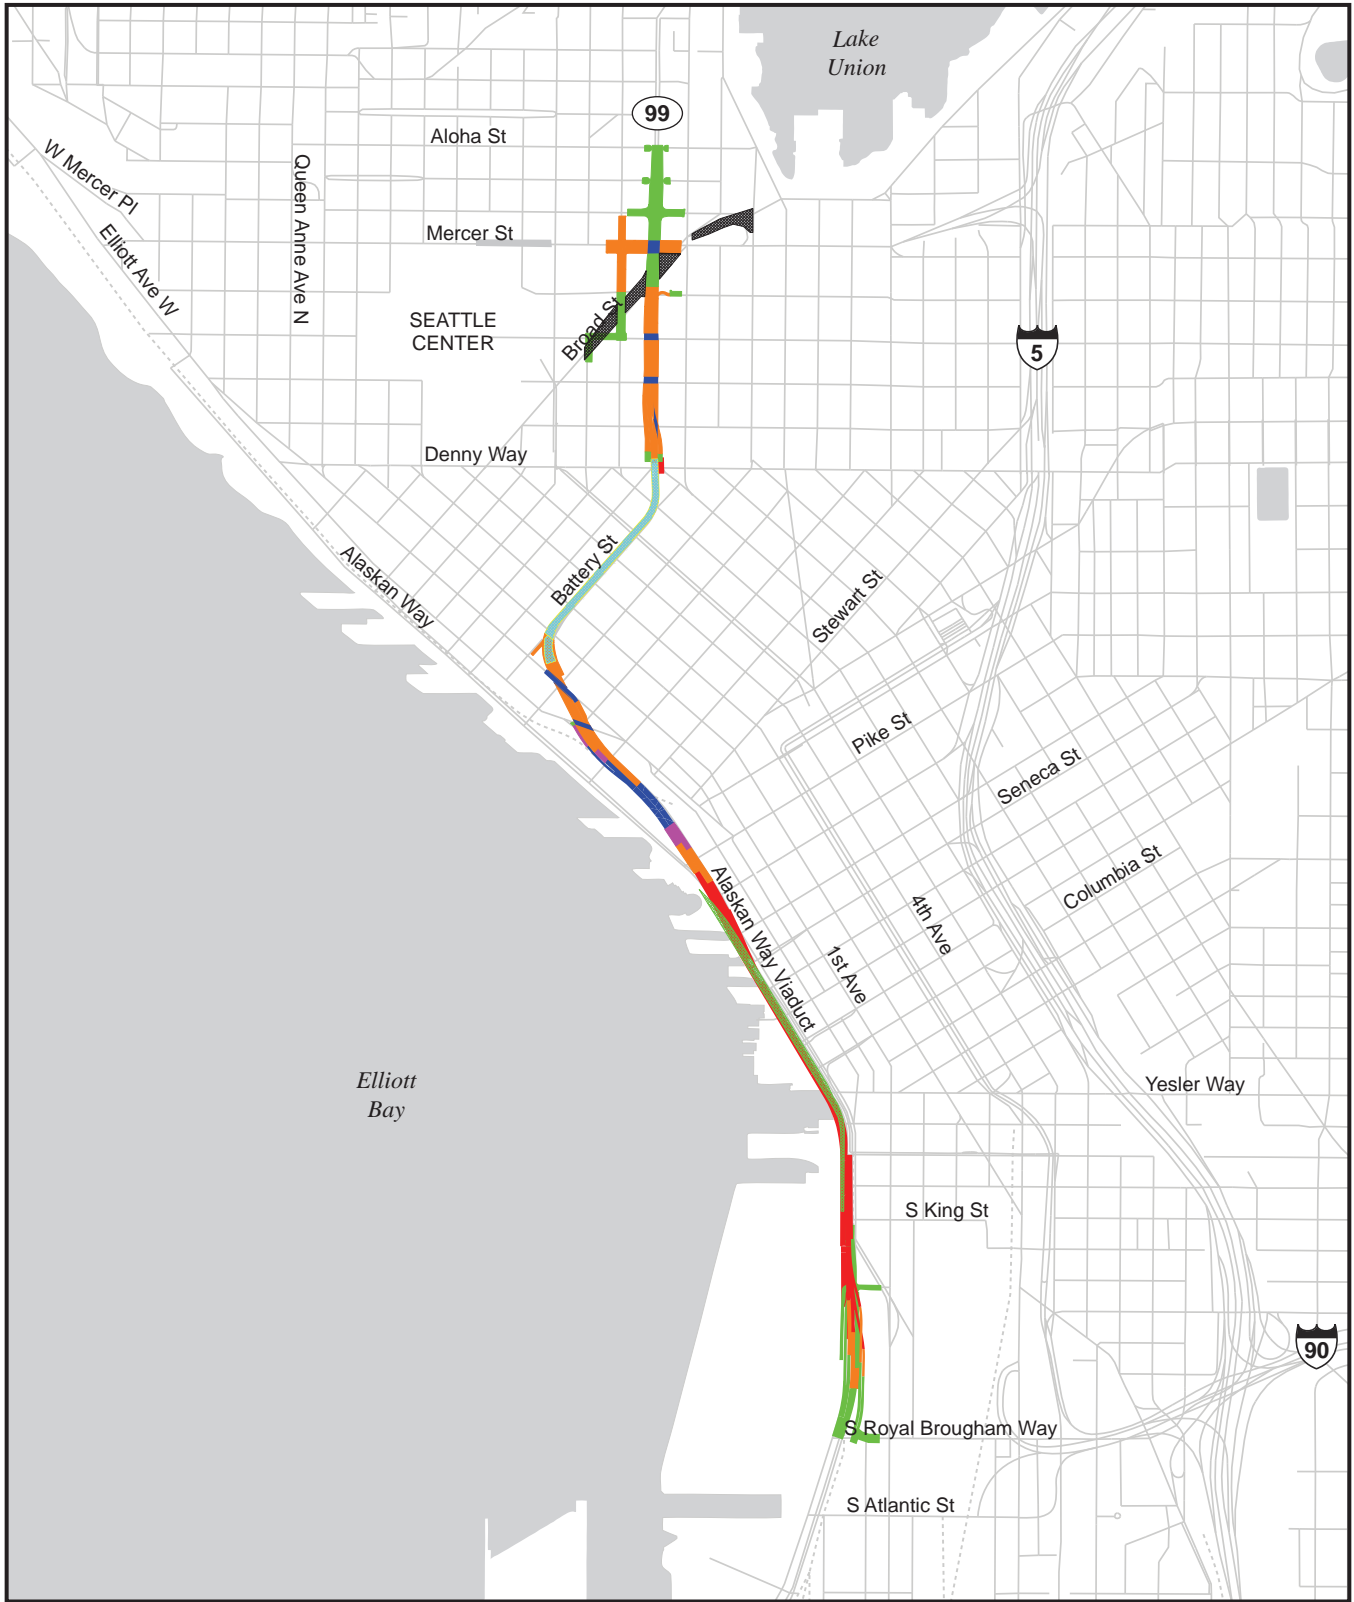 Lake
Union
99
Aloha St
W Mercer Pl
Queen Anne Ave N
Mercer St
Elliott Ave W
SEATTLE
CENTER
Broad St
5
Denny Way
Battery St
Alaskan Way
Stewart St
Pike St
Seneca St
Columbia St
Alaskan Way Viaduct
4th Ave
1st Ave
Elliott
Bay
Yesler Way
S King St
90
S Royal Brougham Way
S Atlantic St